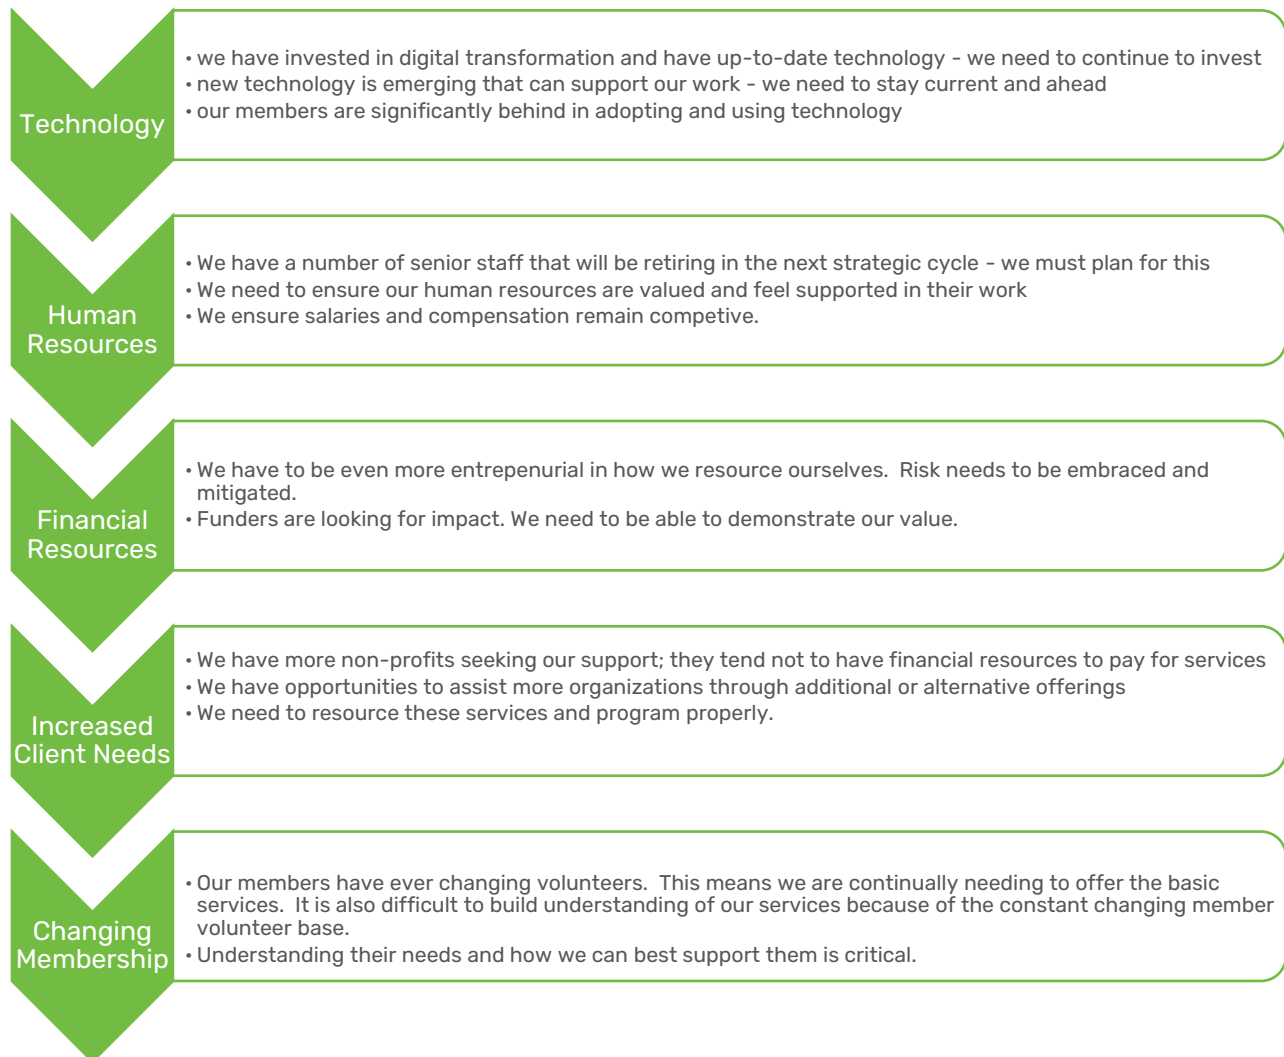 Technology
• we have invested in digital transformation and have up-to-date technology - we need to continue to invest
• new technology is emerging that can support our work - we need to stay current and ahead
• our members are significantly behind in adopting and using technology
Human
Resources
• We have a number of senior staff that will be retiring in the next strategic cycle - we must plan for this
• We need to ensure our human resources are valued and feel supported in their work
• We ensure salaries and compensation remain competive.
Financial
Resources
• We have to be even more entrepenurial in how we resource ourselves.  Risk needs to be embraced and
mitigated.
• Funders are looking for impact. We need to be able to demonstrate our value.
Increased
Client Needs
• We have more non-profits seeking our support; they tend not to have financial resources to pay for services
• We have opportunities to assist more organizations through additional or alternative offerings
• We need to resource these services and program properly.
Changing
Membership
• Our members have ever changing volunteers.  This means we are continually needing to offer the basic
services.  It is also difficult to build understanding of our services because of the constant changing member
volunteer base.
• Understanding their needs and how we can best support them is critical.